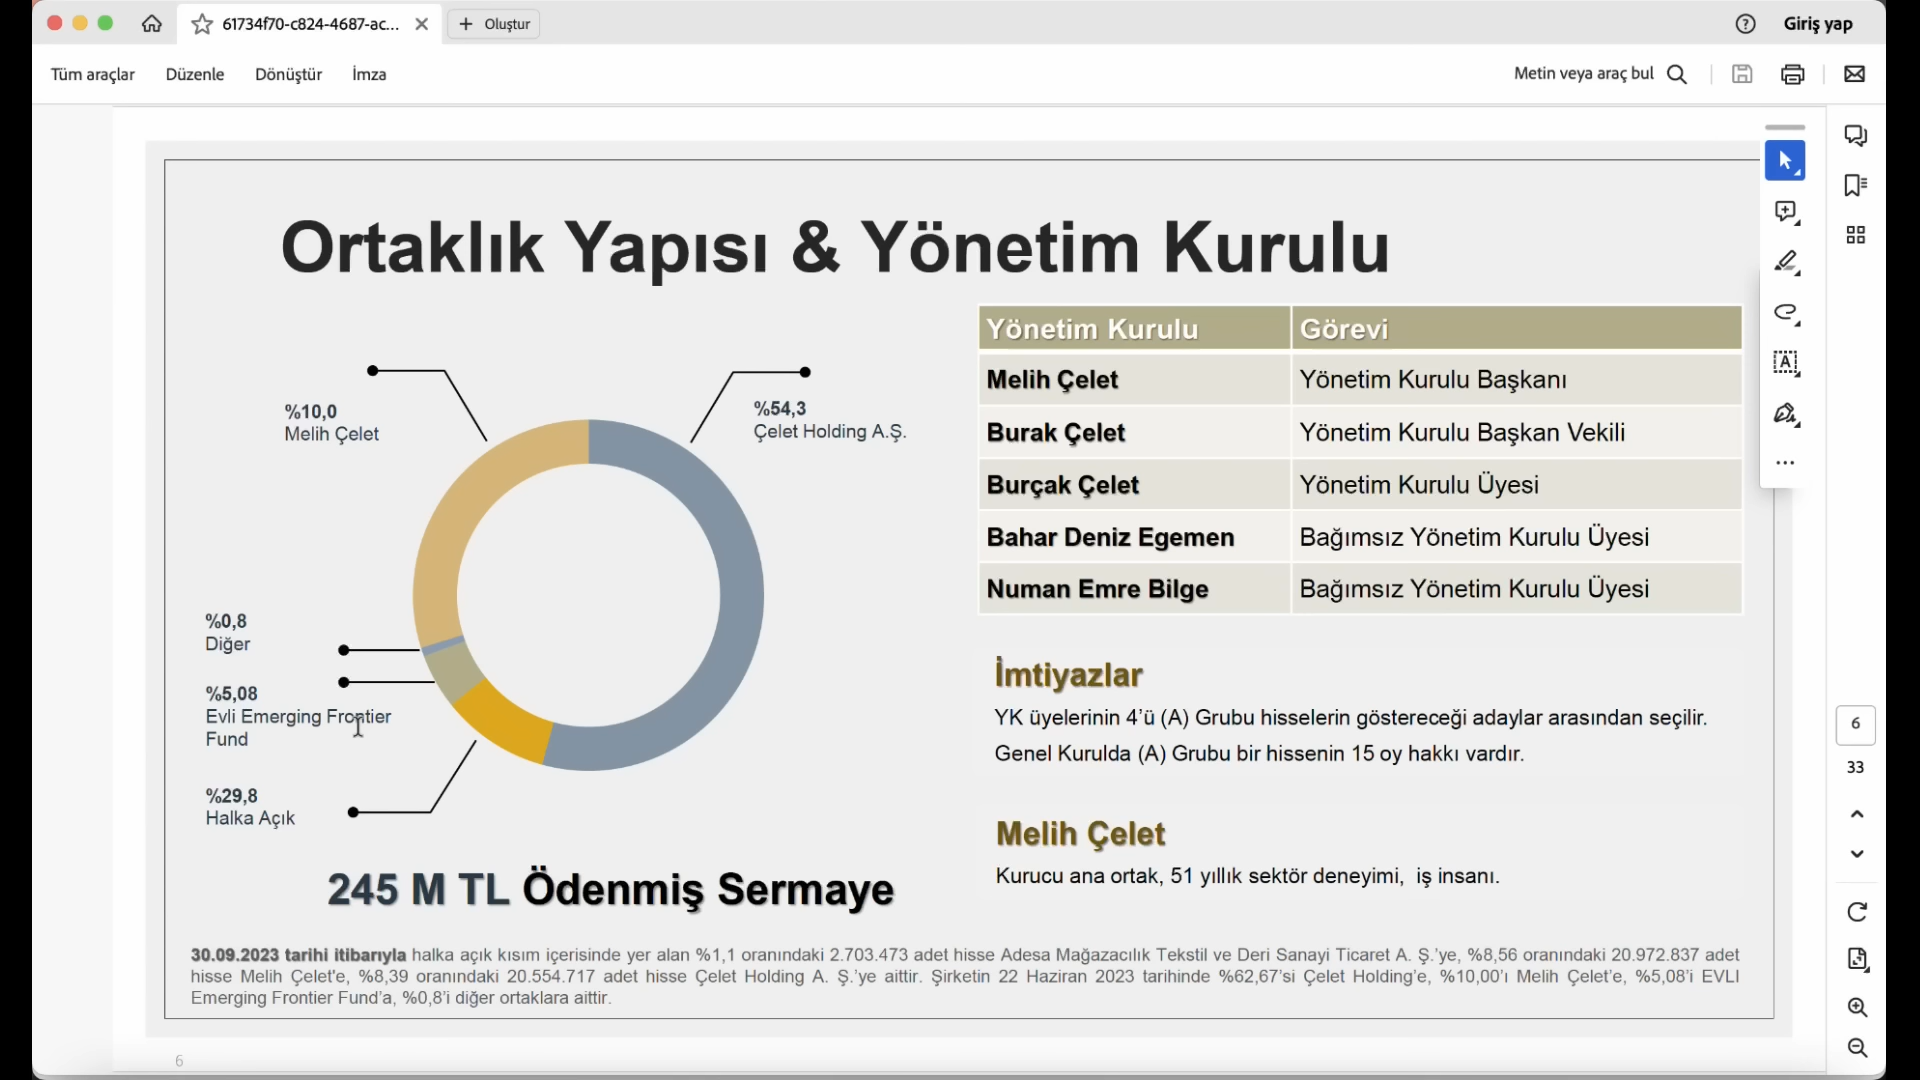 61734f70-c824-4687-ac...
Oluştur
Giriş yap
Tüm araçlar
Düzenle
Dönüştür
İmza
Metin veya araç bul
Ortaklık Yapısı & Yönetim Kurulu
%10,0
Melih Çelet
%54,3
Çelet Holding A.Ş.
%0,8
Diğer
%5,08
Evli Emerging Frontier
Fund
%29,8
Halka Açık
245 M TL Ödenmiş Sermaye
Yönetim Kurulu Görevi
Melih Çelet Yönetim Kurulu Başkanı
Burak Çelet Yönetim Kurulu Başkan Vekili
Burçak Çelet Yönetim Kurulu Üyesi
Bahar Deniz Egemen Bağımsız Yönetim Kurulu Üyesi
Numan Emre Bilge Bağımsız Yönetim Kurulu Üyesi
İmtiyazlar
YK üyelerinin 4’ü (A) Grubu hisselerin göstereceği adaylar arasından seçilir.
Genel Kurulda (A) Grubu bir hissenin 15 oy hakkı vardır.
Melih Çelet
Kurucu ana ortak, 51 yıllık sektör deneyimi, iş insanı.
30.09.2023 tarihi itibarıyla halka açık kısım içerisinde yer alan %1,1 oranındaki 2.703.473 adet hisse Adesa Mağazacılık Tekstil ve Deri Sanayi Ticaret A. Ş.’ye, %8,56 oranındaki 20.972.837 adet
hisse Melih Çelet'e, %8,39 oranındaki 20.554.717 adet hisse Çelet Holding A. Ş.’ye aittir. Şirketin 22 Haziran 2023 tarihinde %62,67’si Çelet Holding’e, %10,00’ı Melih Çelet’e, %5,08’i EVLI
Emerging Frontier Fund’a, %0,8’i diğer ortaklara aittir.
6
6
33